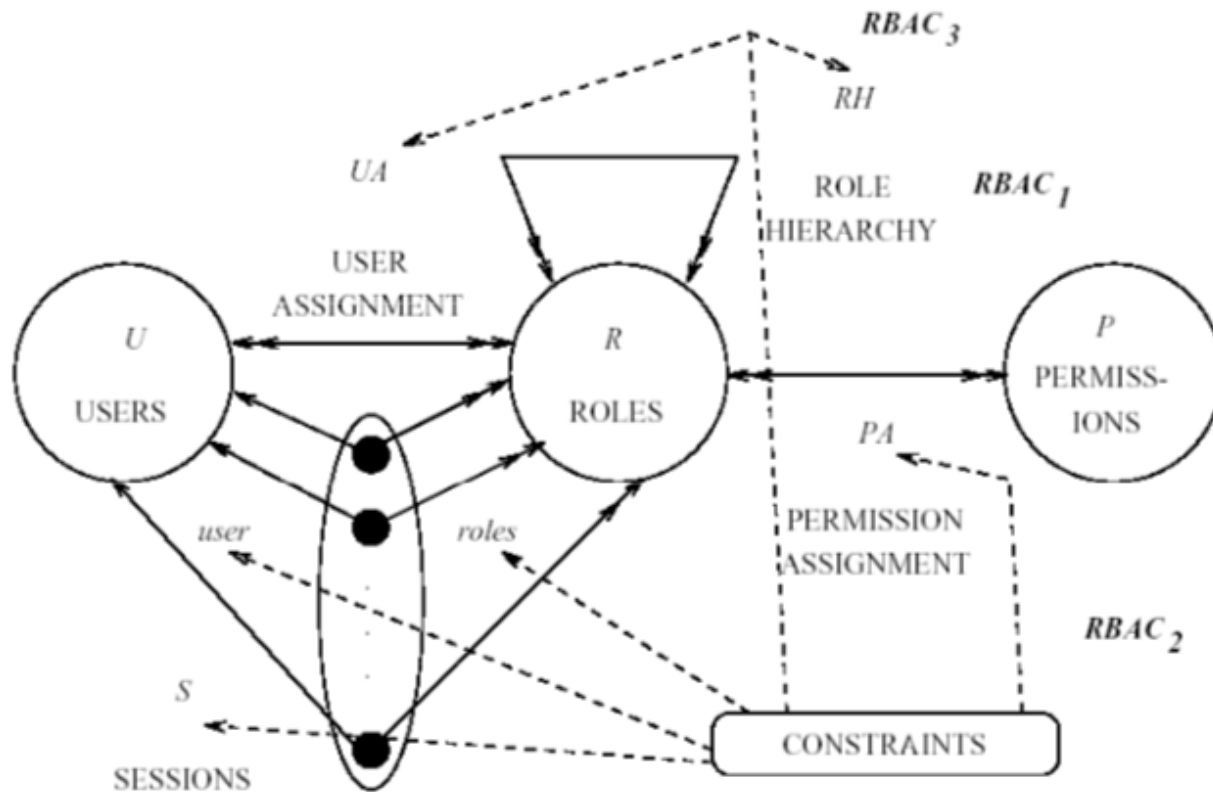 RBAC3
RH
UA
ROLE
HIERARCHY
RBAC1
USER
ASSIGNMENT
U
USERS
R
ROLES
P
PERMISS-
IONS
PA
user
roles
PERMISSION
ASSIGNMENT
RBAC2
S
SESSIONS
CONSTRAINTS